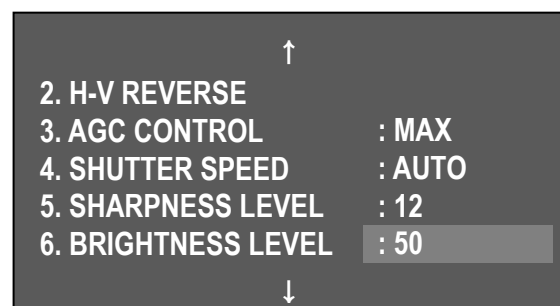 ↑
2. H-V REVERSE
3. AGC CONTROL : MAX
4. SHUTTER SPEED : AUTO
5. SHARPNESS LEVEL : 12
6. BRIGHTNESS LEVEL : 50
↓